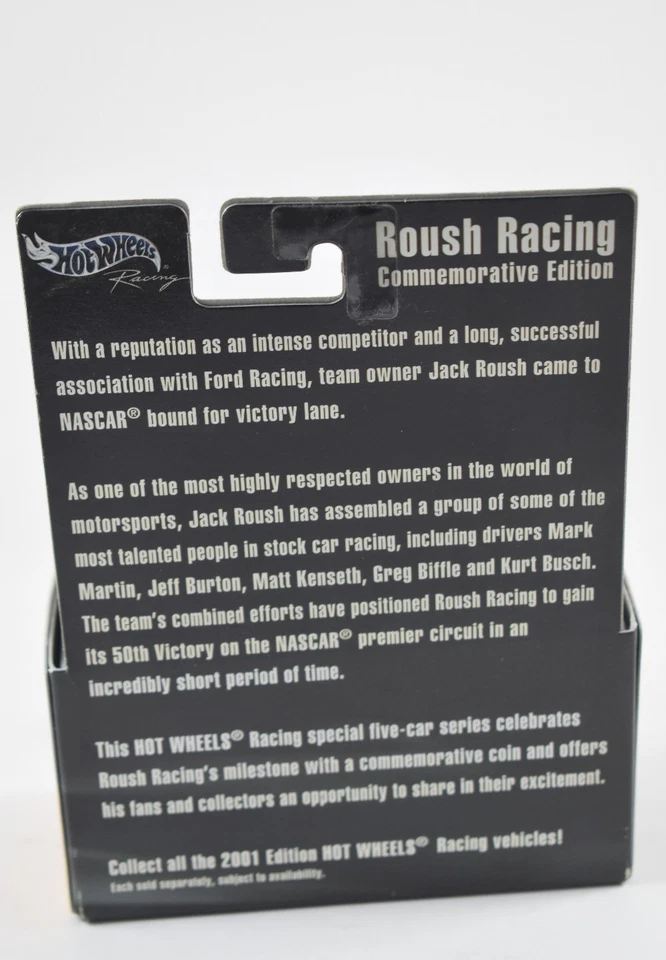 HOT WHEELS®
Racing
Roush Racing
Commemorative Edition
With a reputation as an intense competitor and a long, successful
association with Ford Racing, team owner Jack Roush came to
NASCAR® bound for victory lane.
As one of the most highly respected owners in the world of
motorsports, Jack Roush has assembled a group of some of the
most talented people in stock car racing, including drivers Mark
Martin, Jeff Burton, Matt Kenseth, Greg Biffle and Kurt Busch.
The team's combined efforts have positioned Roush Racing to gain
its 50th Victory on the NASCAR® premier circuit in an
incredibly short period of time.
This HOT WHEELS® Racing special five-car series celebrates
Roush Racing's milestone with a commemorative coin and offers
his fans and collectors an opportunity to share in their excitement.
Collect all the 2001 Edition HOT WHEELS® Racing vehicles!
Each sold separately, subject to availability.